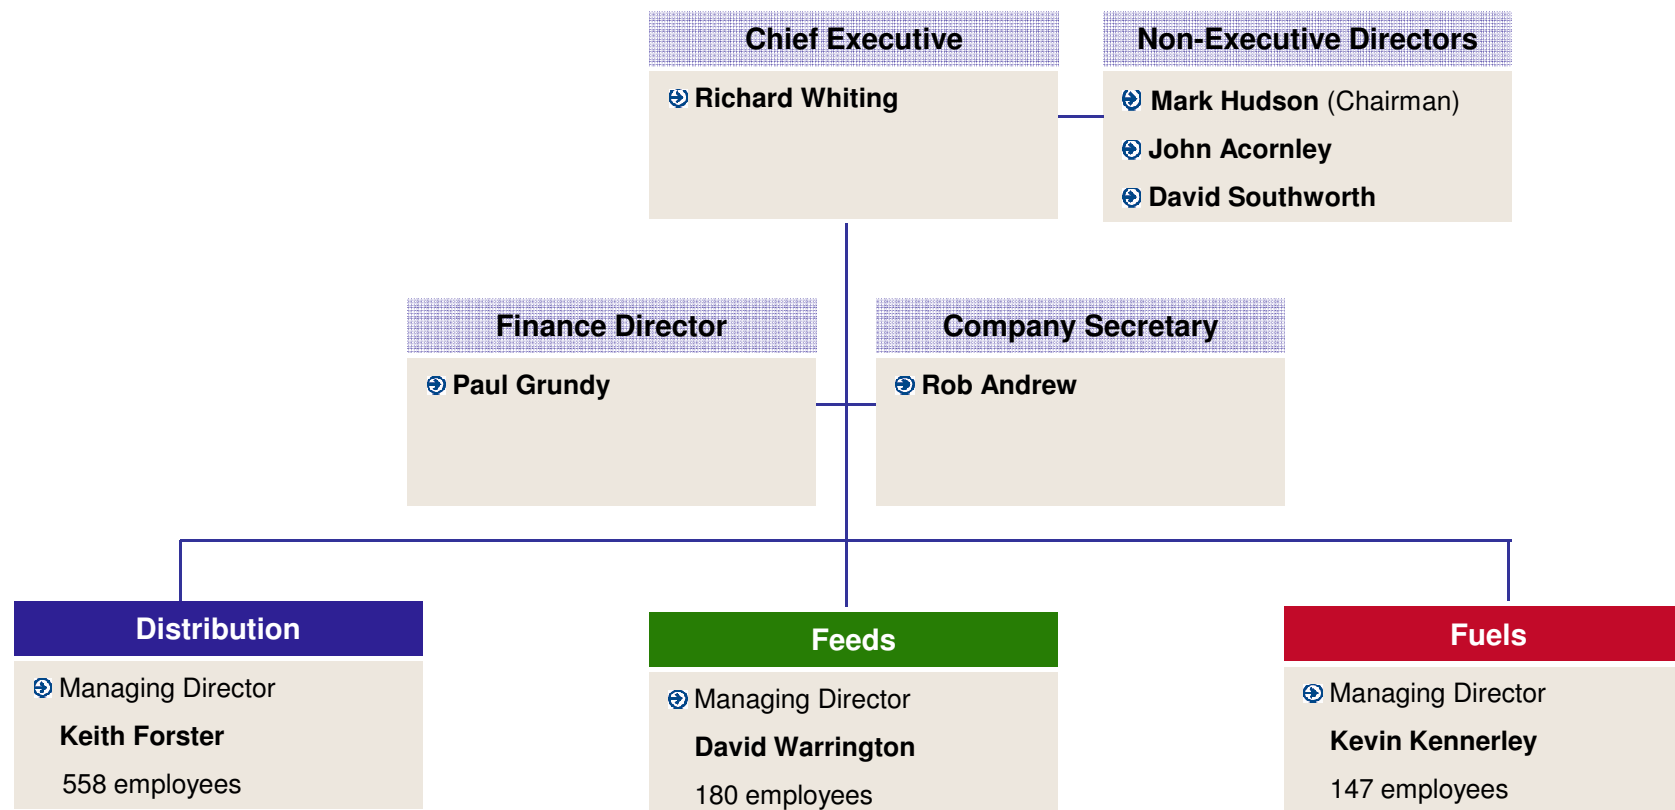 Chief Executive
Richard Whiting
Non-Executive Directors
Mark Hudson (Chairman)
John Acornley
David Southworth
Finance Director
Paul Grundy
Company Secretary
Rob Andrew
Distribution
Managing Director
Keith Forster
558 employees
Feeds
Managing Director
David Warrington
180 employees
Fuels
Managing Director
Kevin Kennerley
147 employees